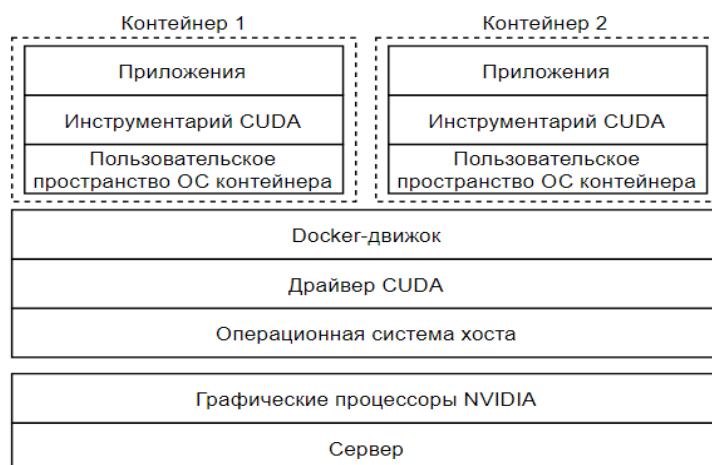 Контейнер 1
Контейнер 2
Приложения
Приложения
Инструментарий CUDA
Инструментарий CUDA
Пользовательское
пространство ОС контейнера
Пользовательское
пространство ОС контейнера
Docker-движок
Драйвер CUDA
Операционная система хоста
Графические процессоры NVIDIA
Сервер